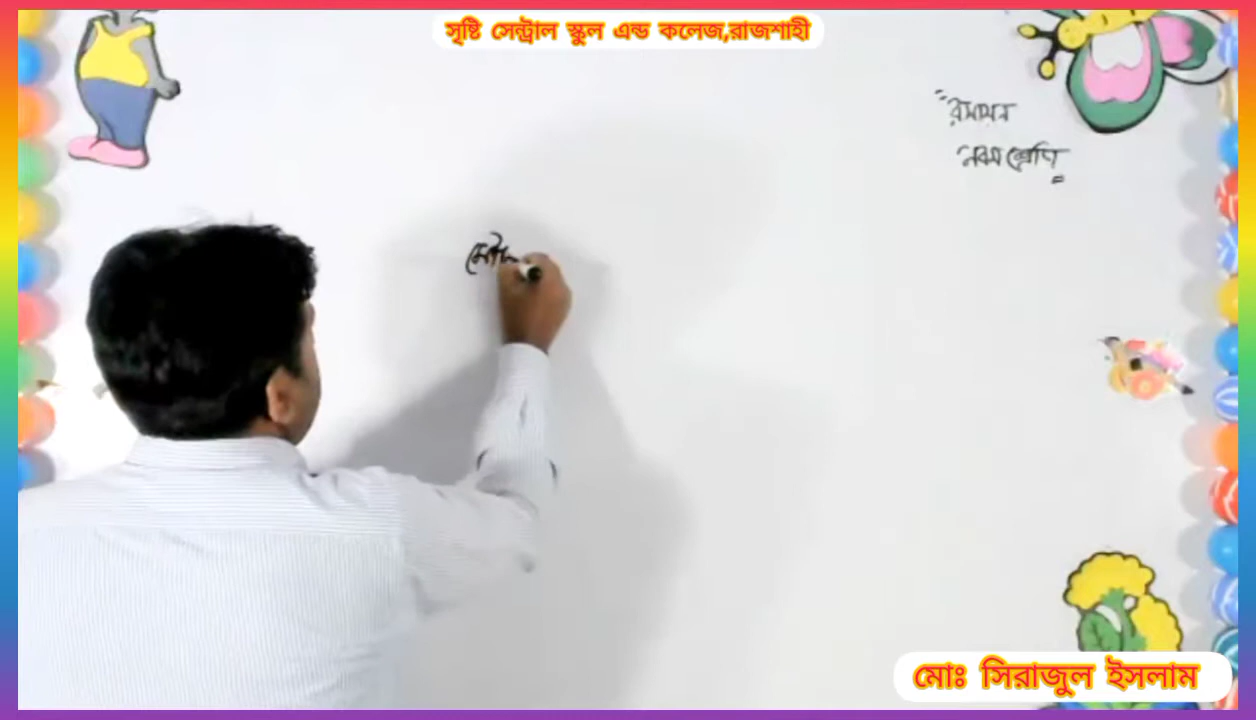 সৃষ্টি সেন্ট্রাল স্কুল এন্ড কলেজ,রাজশাহী
"রসায়ন
নবম শ্রেণি"
মৌল
মোঃ সিরাজুল ইসলাম